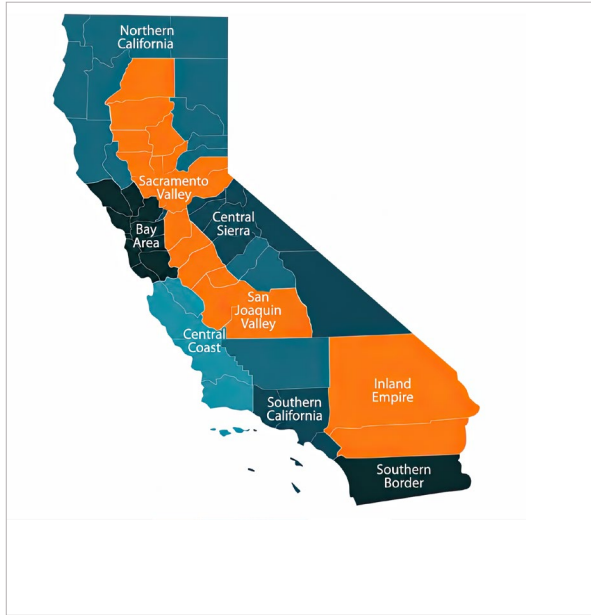 Northern
California
Sacramento
Valley
Central
Sierra
Bay
Area
San
Joaquin
Valley
Central
Coast
Inland
Empire
Southern
California
Southern
Border